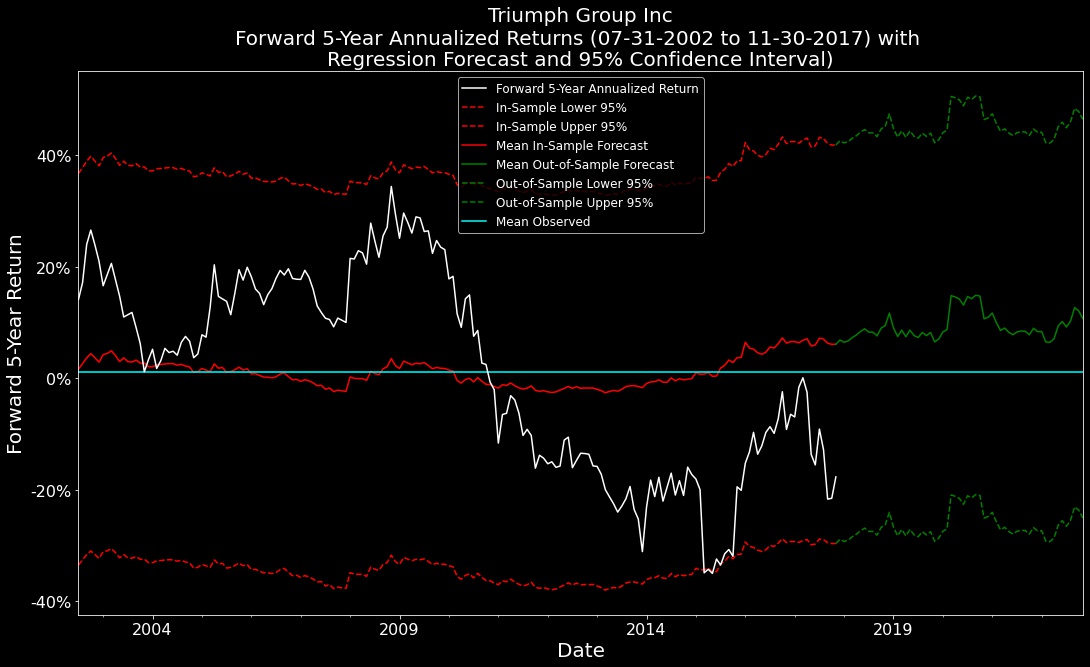 Triumph Group Inc
Forward 5-Year Annualized Returns (07-31-2002 to 11-30-2017) with
Regression Forecast and 95% Confidence Interval)
Forward 5-Year Annualized Return
In-Sample Lower 95%
In-Sample Upper 95%
Mean In-Sample Forecast
Mean Out-of-Sample Forecast
Out-of-Sample Lower 95%
Out-of-Sample Upper 95%
Mean Observed
Forward 5-Year Return
40%
20%
0%
-20%
-40%
2004
2009
2014
2019
Date